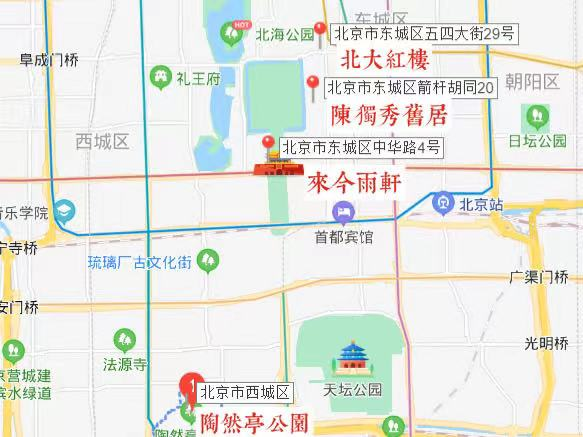 北京市东城区五四大街29号
北海公园
HOT
北大紅樓
阜成门桥
礼王府
北京市东城区箭杆胡同20
朝阳区
陳獨秀舊居
西城区
北京市东城区中华路4号
日坛公园
來今雨軒
音乐学院
北京站
首都宾馆
宁寺桥
琉璃厂古文化街
广渠门桥
安门桥
光明桥
法源寺
京营城建
滨水绿道
天坛公园
1
北京市西城区
陶然亭公園
陶然亭